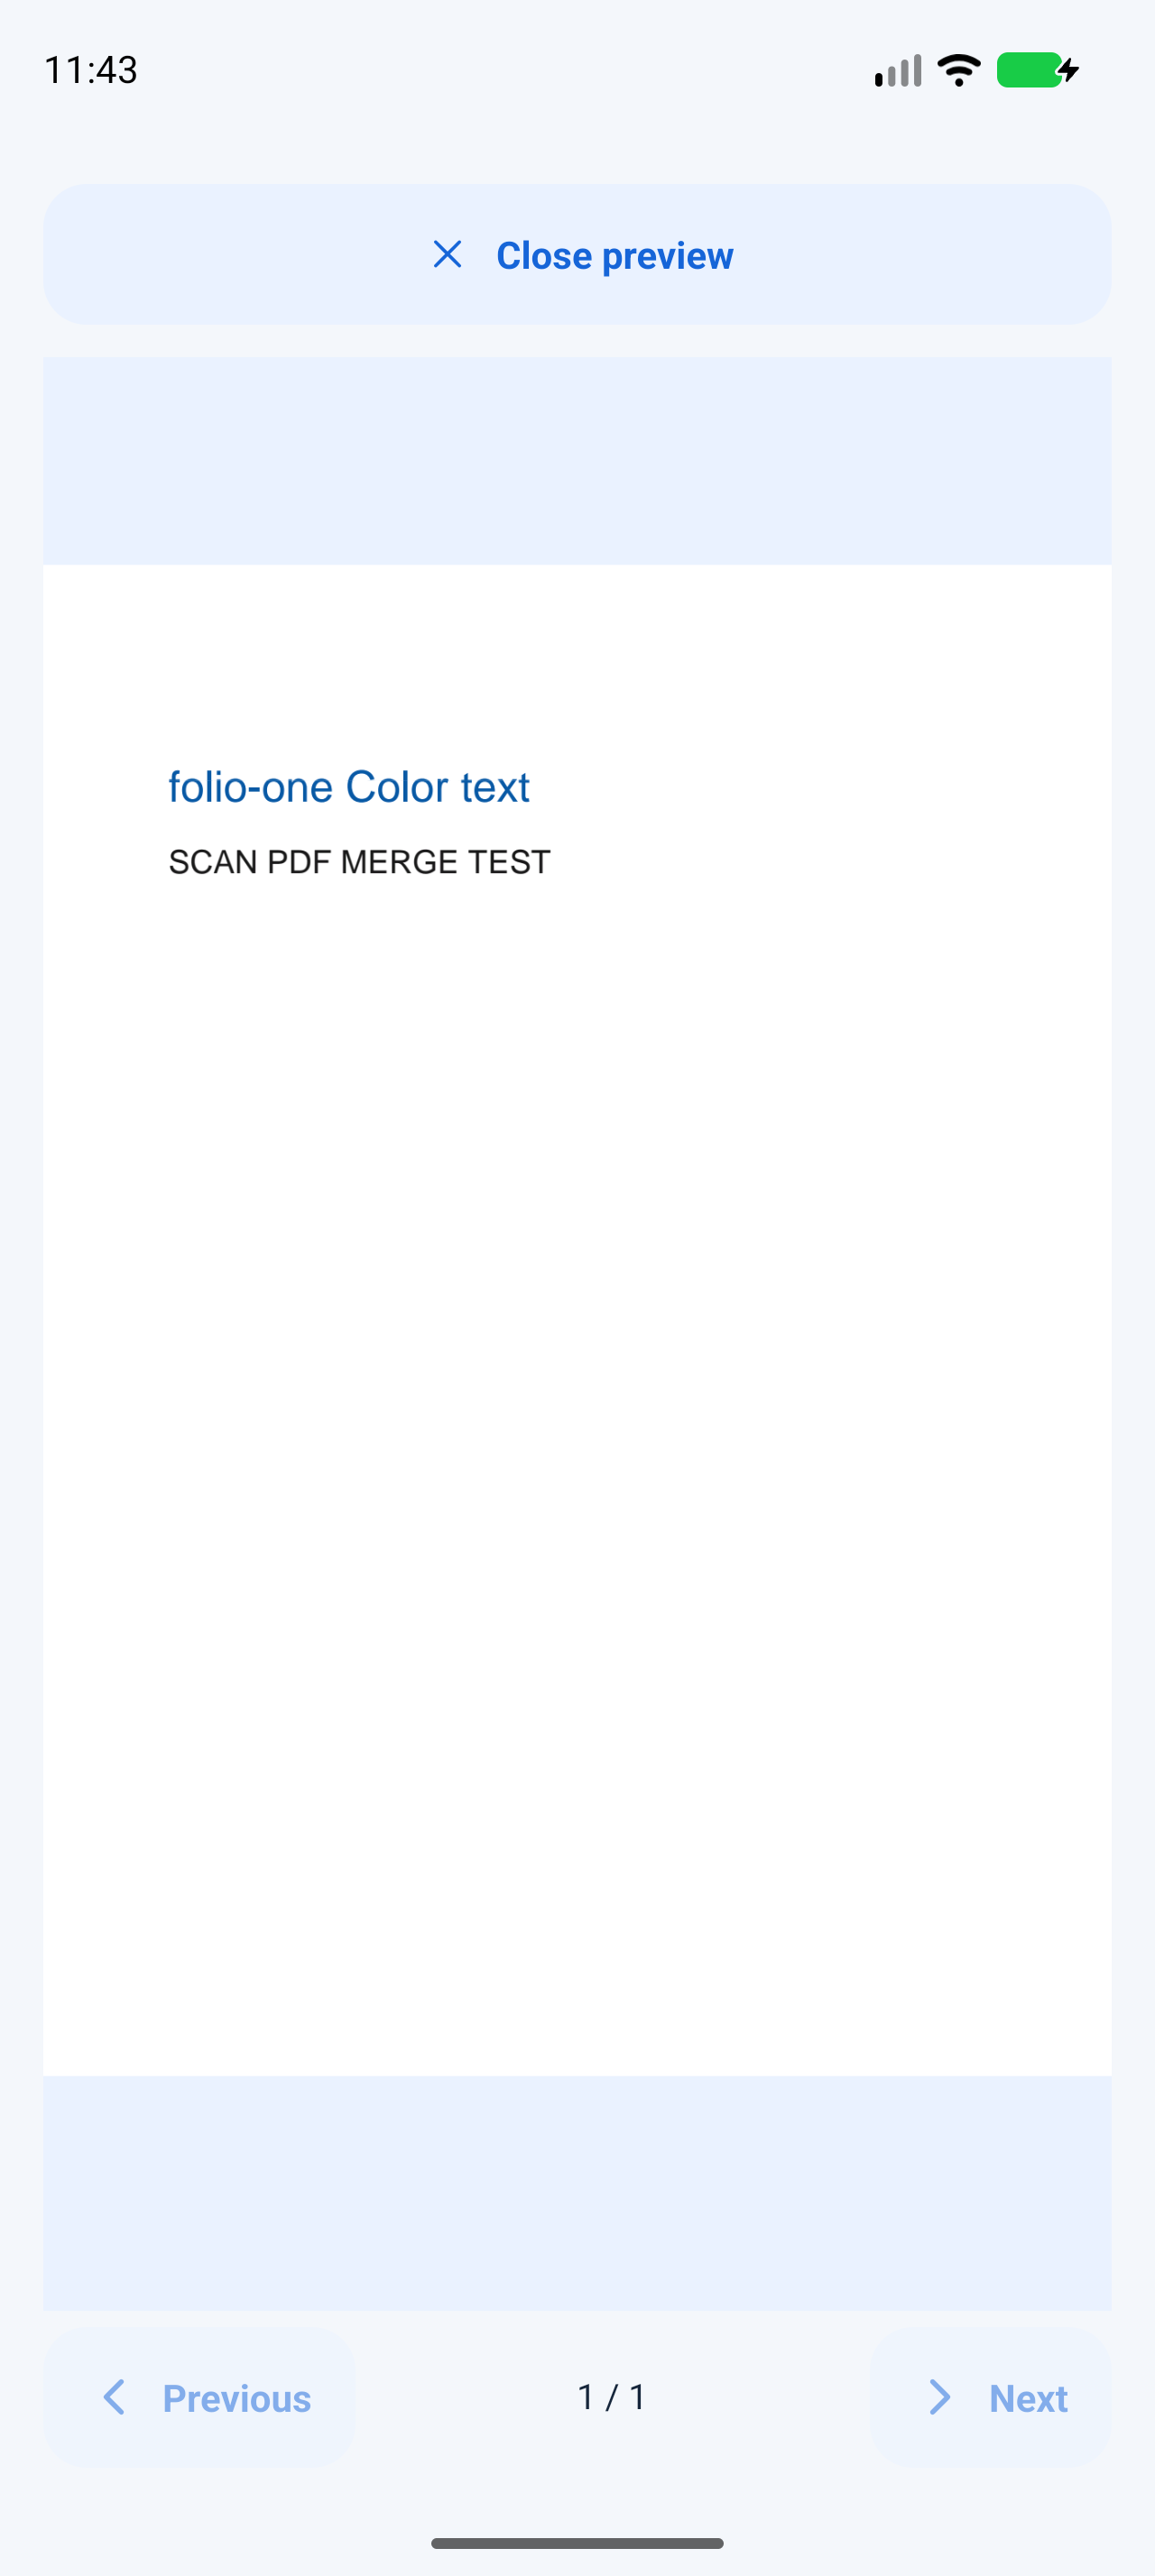 11:43
Close preview
folio-one Color text
SCAN PDF MERGE TEST
Previous
1 / 1
Next